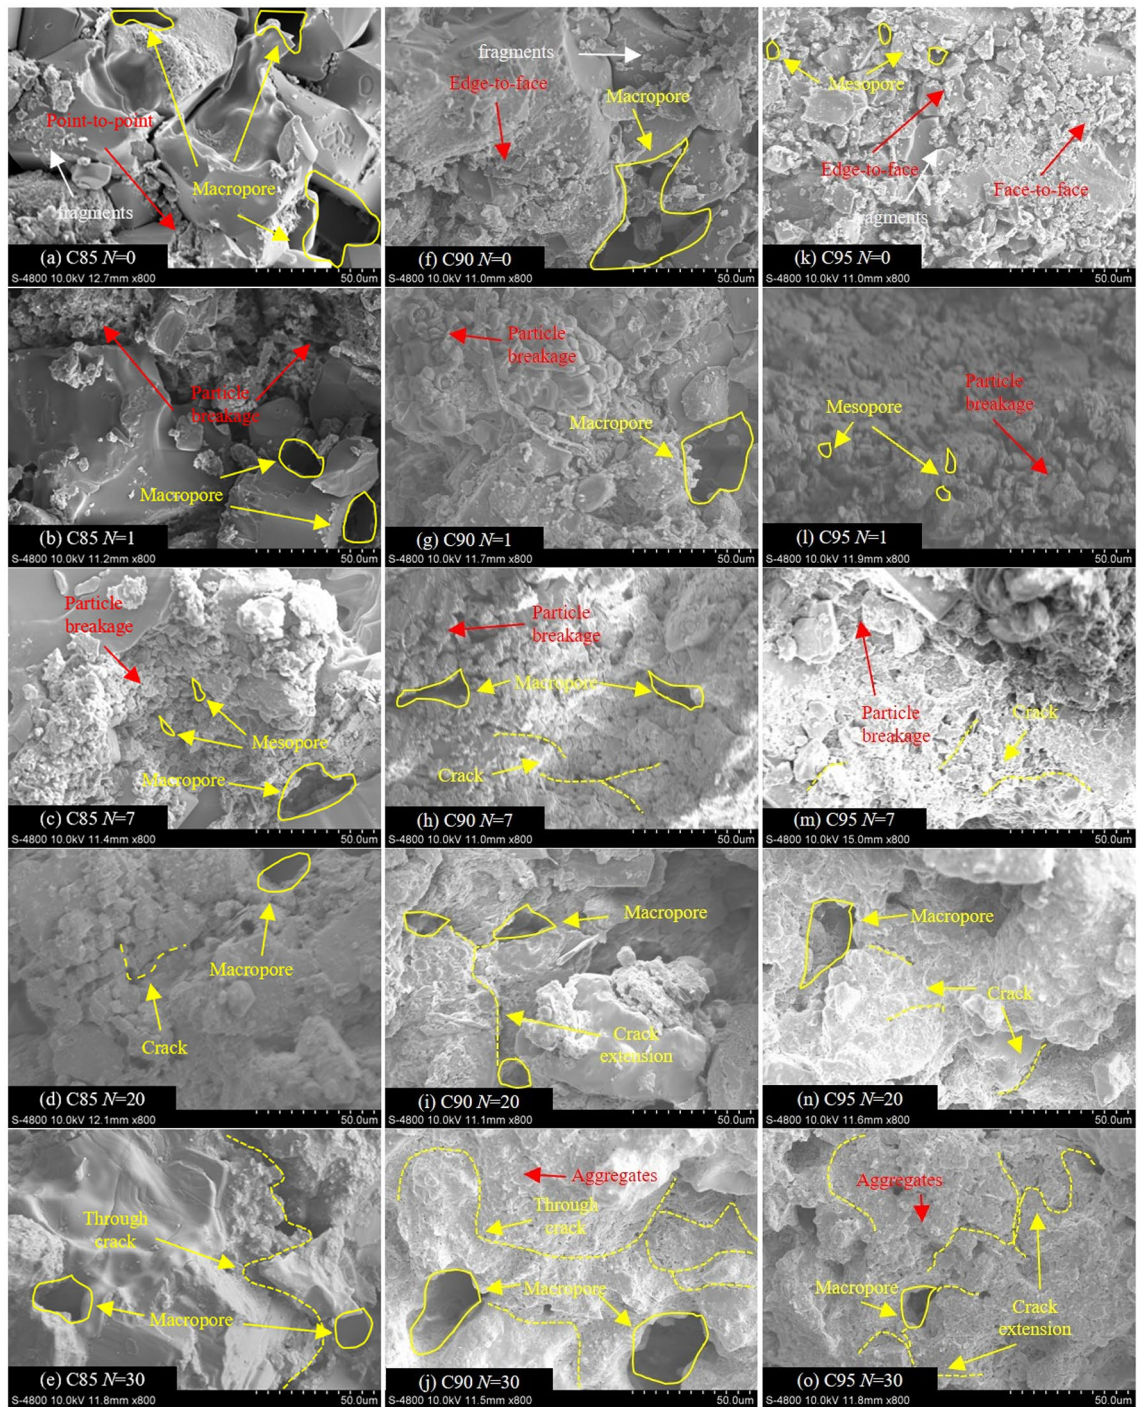 Point-to-point
Macropore
fragments
(a) C85 N=0
S-4800 10.0kV 12.7mm x800
50.0um
fragments
Edge-to-face
Macropore
(f) C90 N=0
S-4800 10.0kV 11.0mm x800
50.0um
Mesopore
Edge-to-face
Face-to-face
fragments
(k) C95 N=0
S-4800 10.0kV 11.0mm x800
50.0um
Particle
breakage
Macropore
(b) C85 N=1
S-4800 10.0kV 11.2mm x800
50.0um
Particle
breakage
Macropore
(g) C90 N=1
S-4800 10.0kV 11.7mm x800
50.0um
Particle
breakage
Mesopore
(l) C95 N=1
S-4800 10.0kV 11.9mm x800
50.0um
Particle
breakage
Mesopore
Macropore
(c) C85 N=7
S-4800 10.0kV 11.4mm x800
50.0um
Particle
breakage
Macropore
Crack
(h) C90 N=7
S-4800 10.0kV 11.0mm x800
50.0um
Particle
breakage
Crack
(m) C95 N=7
S-4800 10.0kV 15.0mm x800
50.0um
Macropore
Crack
(d) C85 N=20
S-4800 10.0kV 12.1mm x800
50.0um
Macropore
Crack
extension
(i) C90 N=20
S-4800 10.0kV 11.1mm x800
50.0um
Macropore
Crack
(n) C95 N=20
S-4800 10.0kV 11.6mm x800
50.0um
Through
crack
Macropore
(e) C85 N=30
S-4800 10.0kV 11.8mm x800
50.0um
Aggregates
Through
crack
Macropore
(j) C90 N=30
S-4800 10.0kV 11.5mm x800
50.0um
Aggregates
Macropore
Crack
extension
(o) C95 N=30
S-4800 10.0kV 11.8mm x800
50.0um